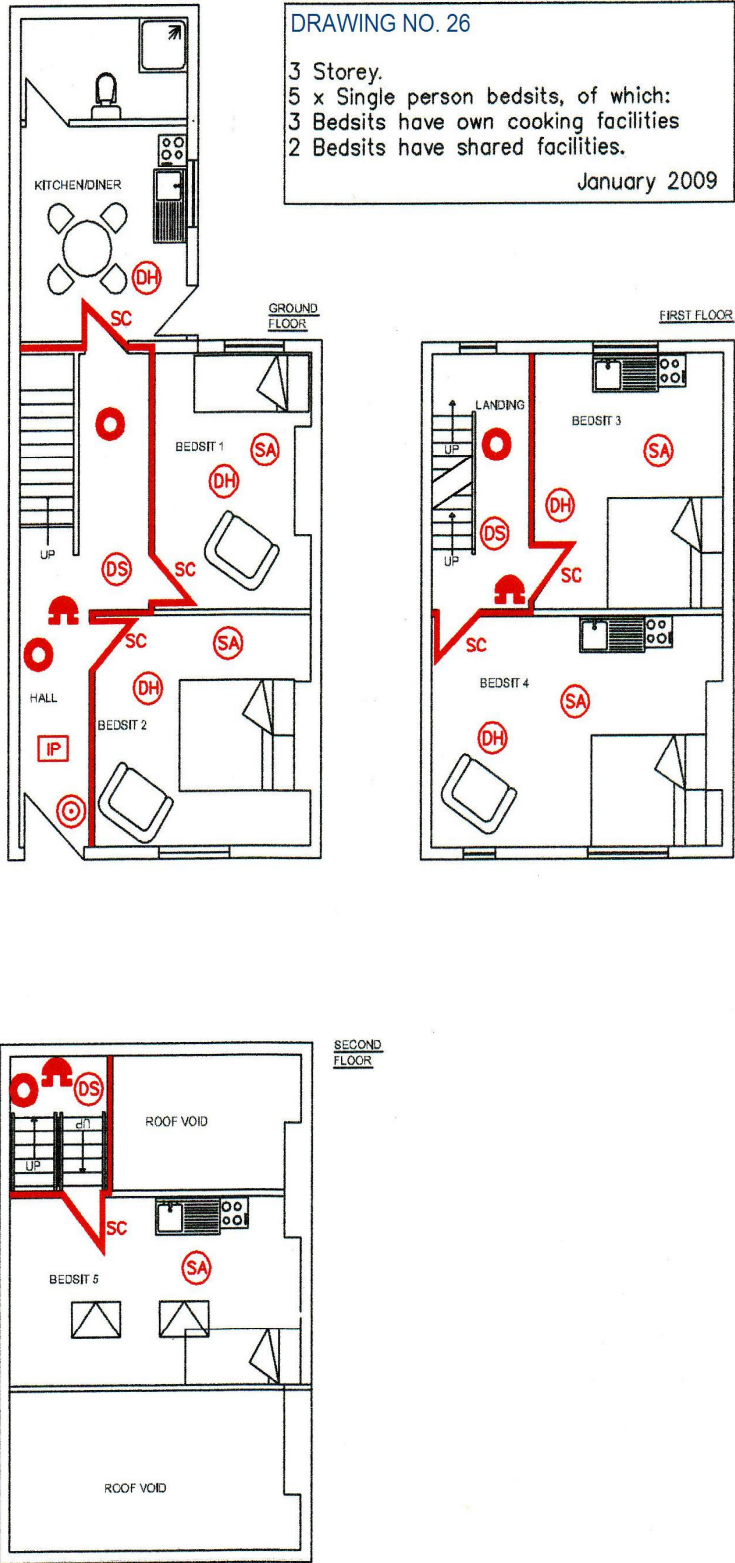 DRAWING NO. 26
3 Storey.
5 x Single person bedsits, of which:
3 Bedsits have own cooking facilities
2 Bedsits have shared facilities.
January 2009
KITCHEN/DINER
DH
SC
GROUND
FLOOR
BEDSIT 1
SA
DH
UP
DS
SC
SC
SA
DH
HALL
BEDSIT 2
IP
FIRST FLOOR
LANDING
BEDSIT 3
UP
SA
DH
DS
UP
SC
SC
BEDSIT 4
SA
DH
SECOND
FLOOR
DS
ROOF VOID
UP
UP
SC
SA
BEDSIT 5
ROOF VOID